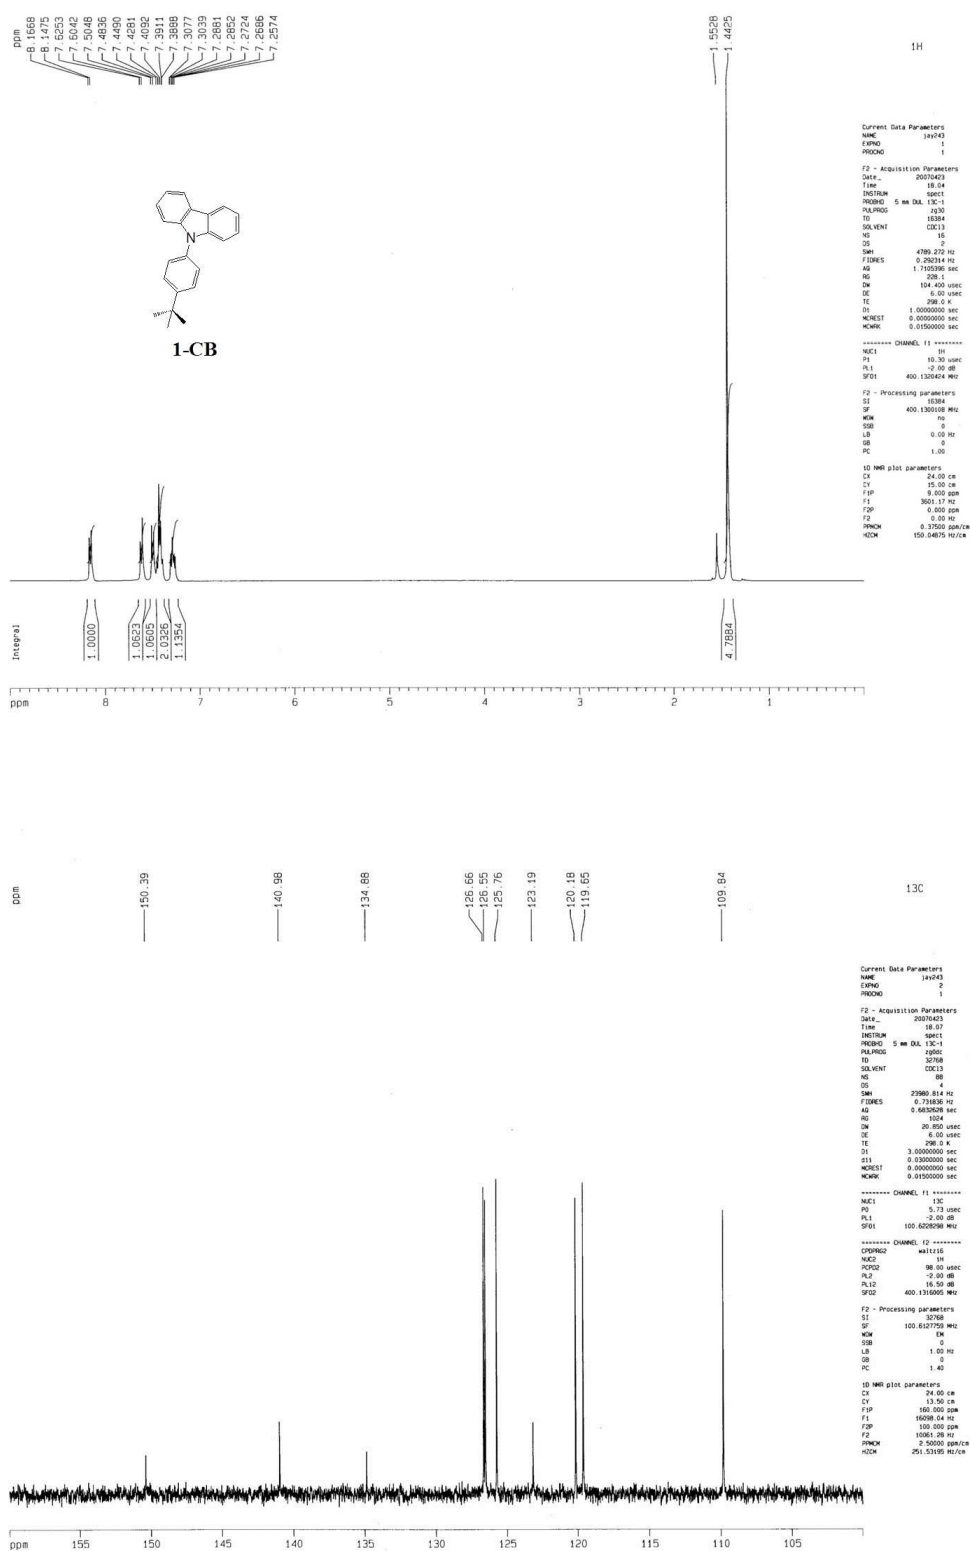 ppm
8.1668
8.1475
7.6253
7.6042
7.5048
7.4836
7.4490
7.4281
7.4092
7.3911
7.3888
7.3077
7.3039
7.2881
7.2852
7.2724
7.2686
7.2574
1.5528
1.4425
1H
N
1-CB
Current Data Parameters
NAME jay243
EXPNO 1
PROCNO 1
F2 - Acquisition Parameters
Date_ 20070423
Time 18.04
INSTRUM spect
PROBHD 5 mm DUL 13C-1
PULPROG zg30
TD 16384
SOLVENT CDCl3
NS 16
DS 2
SWH 4789.272 Hz
FIDRES 0.292314 Hz
AQ 1.7105396 sec
RG 228.1
DW 104.400 usec
DE 6.00 usec
TE 298.0 K
D1 1.00000000 sec
MCREST 0.00000000 sec
MCWRK 0.01500000 sec
======== CHANNEL f1 ========
NUC1 1H
P1 10.30 usec
PL1 -2.00 dB
SFO1 400.1320424 MHz
F2 - Processing parameters
SI 16384
SF 400.1300108 MHz
WDW no
SSB 0
LB 0.00 Hz
GB 0
PC 1.00
1D NMR plot parameters
CX 24.00 cm
CY 15.00 cm
F1P 9.000 ppm
F1 3601.17 Hz
F2P 0.000 ppm
F2 0.00 Hz
PPMCM 0.37500 ppm/cm
HZCM 150.04875 Hz/cm
Integral
1.0000
1.0623
1.0605
2.0326
1.1354
4.7884
ppm 8 7 6 5 4 3 2 1
ppm
150.39
140.98
134.88
126.66
126.55
125.76
123.19
120.18
119.65
109.84
13C
Current Data Parameters
NAME jay243
EXPNO 2
PROCNO 1
F2 - Acquisition Parameters
Date_ 20070423
Time 18.07
INSTRUM spect
PROBHD 5 mm DUL 13C-1
PULPROG zg0dc
TD 32768
SOLVENT CDCl3
NS 88
DS 4
SWH 23980.814 Hz
FIDRES 0.731836 Hz
AQ 0.6832628 sec
RG 1024
DW 20.850 usec
DE 6.00 usec
TE 298.0 K
D1 3.00000000 sec
d11 0.03000000 sec
MCREST 0.00000000 sec
MCWRK 0.01500000 sec
======== CHANNEL f1 ========
NUC1 13C
P0 5.73 usec
PL1 -2.00 dB
SFO1 100.6228298 MHz
======== CHANNEL f2 ========
CPDPRG2 waltz16
NUC2 1H
PCPD2 98.00 usec
PL2 -2.00 dB
PL12 16.50 dB
SFO2 400.1316005 MHz
F2 - Processing parameters
SI 32768
SF 100.6127759 MHz
WDW EM
SSB 0
LB 1.00 Hz
GB 0
PC 1.40
1D NMR plot parameters
CX 24.00 cm
CY 13.50 cm
F1P 160.000 ppm
F1 16098.04 Hz
F2P 100.000 ppm
F2 10061.28 Hz
PPMCM 2.50000 ppm/cm
HZCM 251.53195 Hz/cm
ppm 155 150 145 140 135 130 125 120 115 110 105